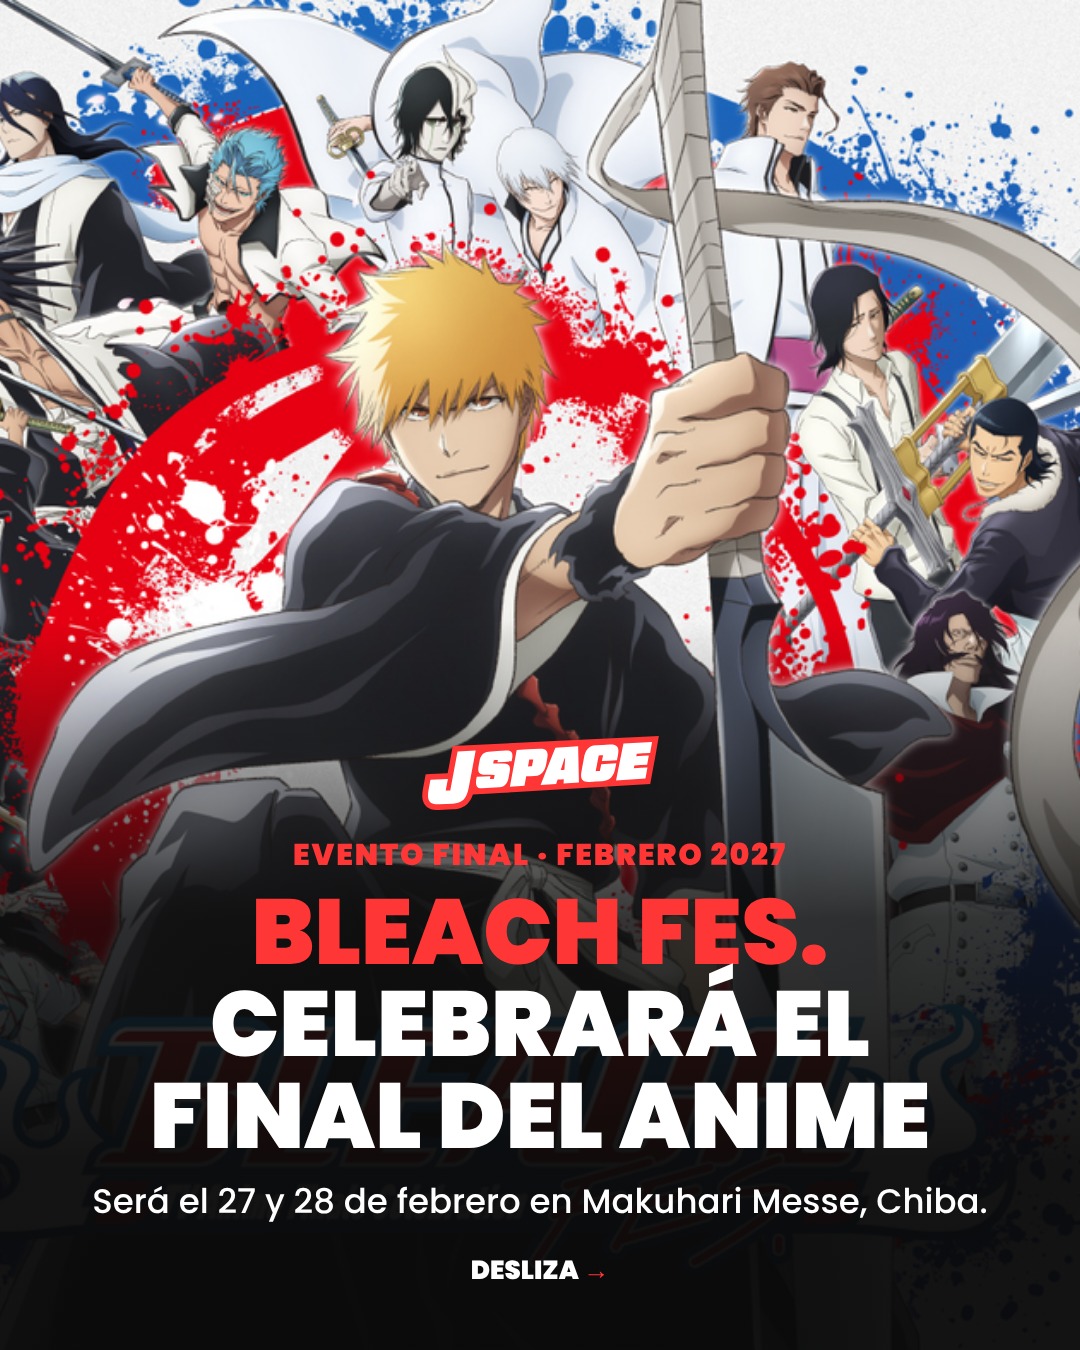 JSPACE
EVENTO FINAL · FEBRERO 2027
BLEACH FES.
CELEBRARÁ EL
FINAL DEL ANIME
Será el 27 y 28 de febrero en Makuhari Messe, Chiba.
DESLIZA →